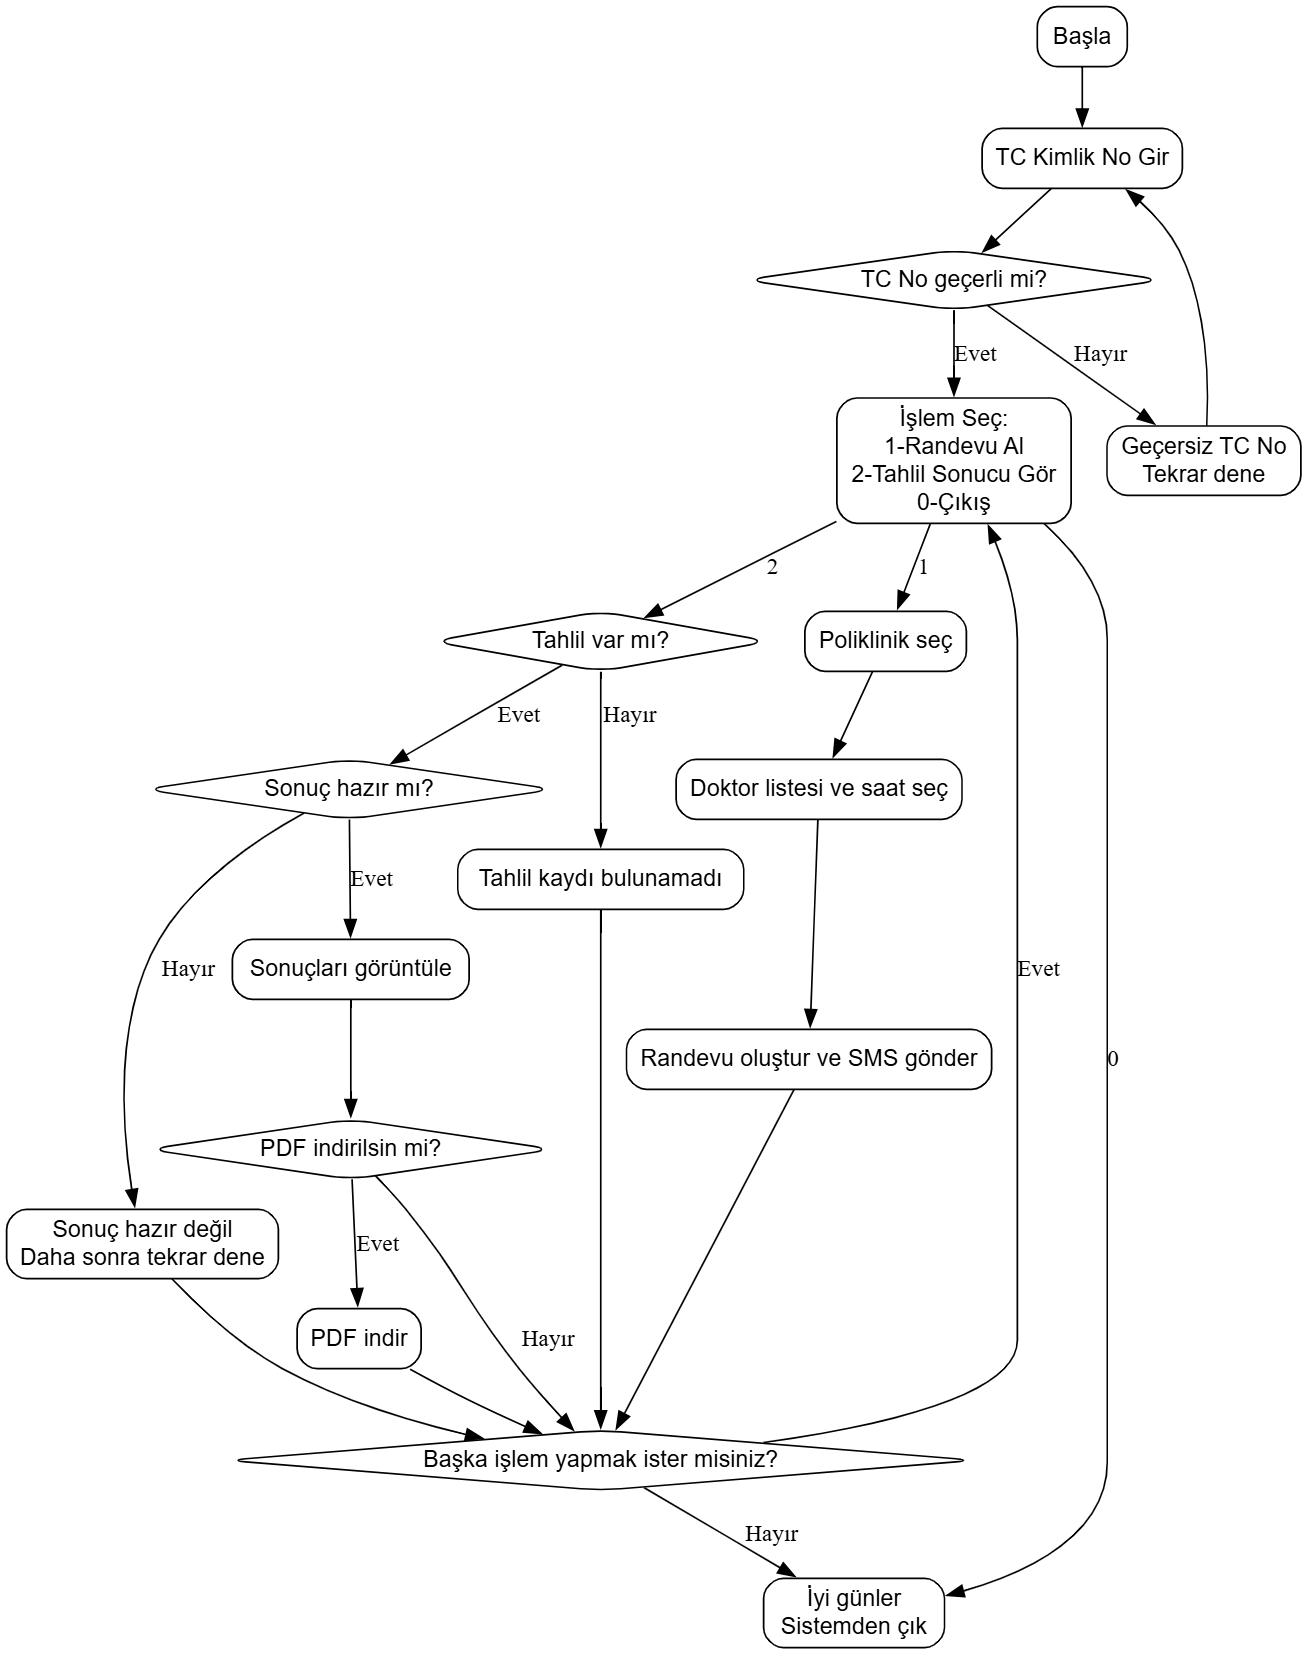 Başla
TC Kimlik No Gir
TC No geçerli mi?
Evet
Hayır
İşlem Seç:
1-Randevu Al
2-Tahlil Sonucu Gör
0-Çıkış
Geçersiz TC No
Tekrar dene
2
1
Tahlil var mı?
Poliklinik seç
Evet
Hayır
Sonuç hazır mı?
Doktor listesi ve saat seç
Evet
Tahlil kaydı bulunamadı
Hayır
Sonuçları görüntüle
Evet
Randevu oluştur ve SMS gönder
0
PDF indirilsin mi?
Sonuç hazır değil
Daha sonra tekrar dene
Evet
PDF indir
Hayır
Başka işlem yapmak ister misiniz?
Hayır
İyi günler
Sistemden çık